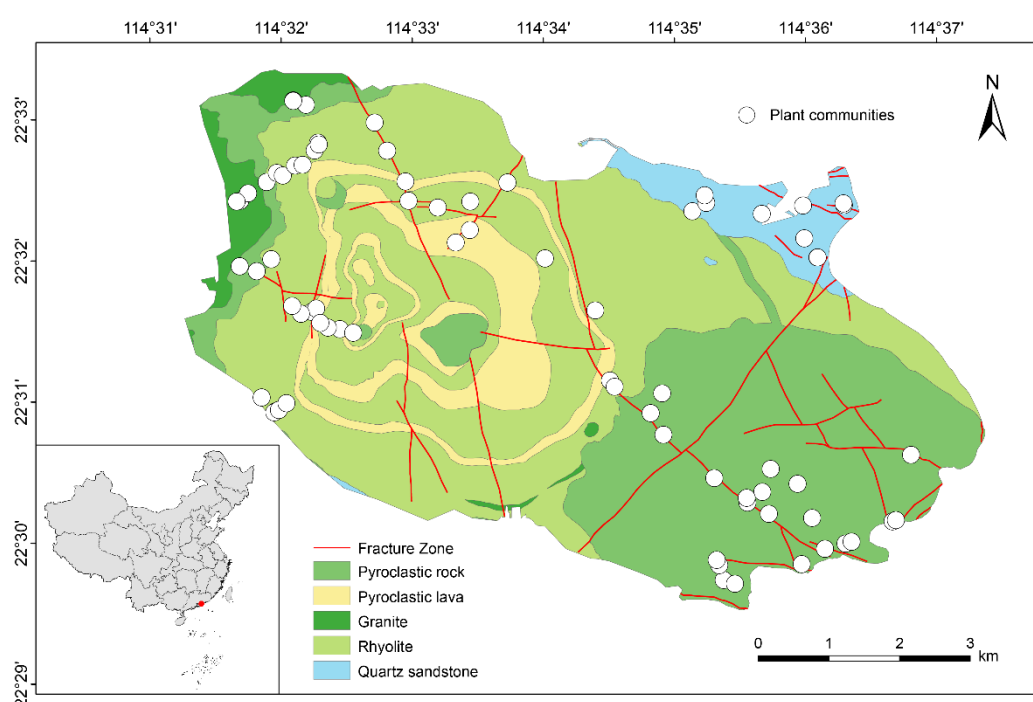 114°31' 114°32' 114°33' 114°34' 114°35' 114°36' 114°37'
22°33'
22°32'
22°31'
22°30'
22°29'
N
Plant communities
Fracture Zone
Pyroclastic rock
Pyroclastic lava
Granite
Rhyolite
Quartz sandstone
0 1 2 3
km